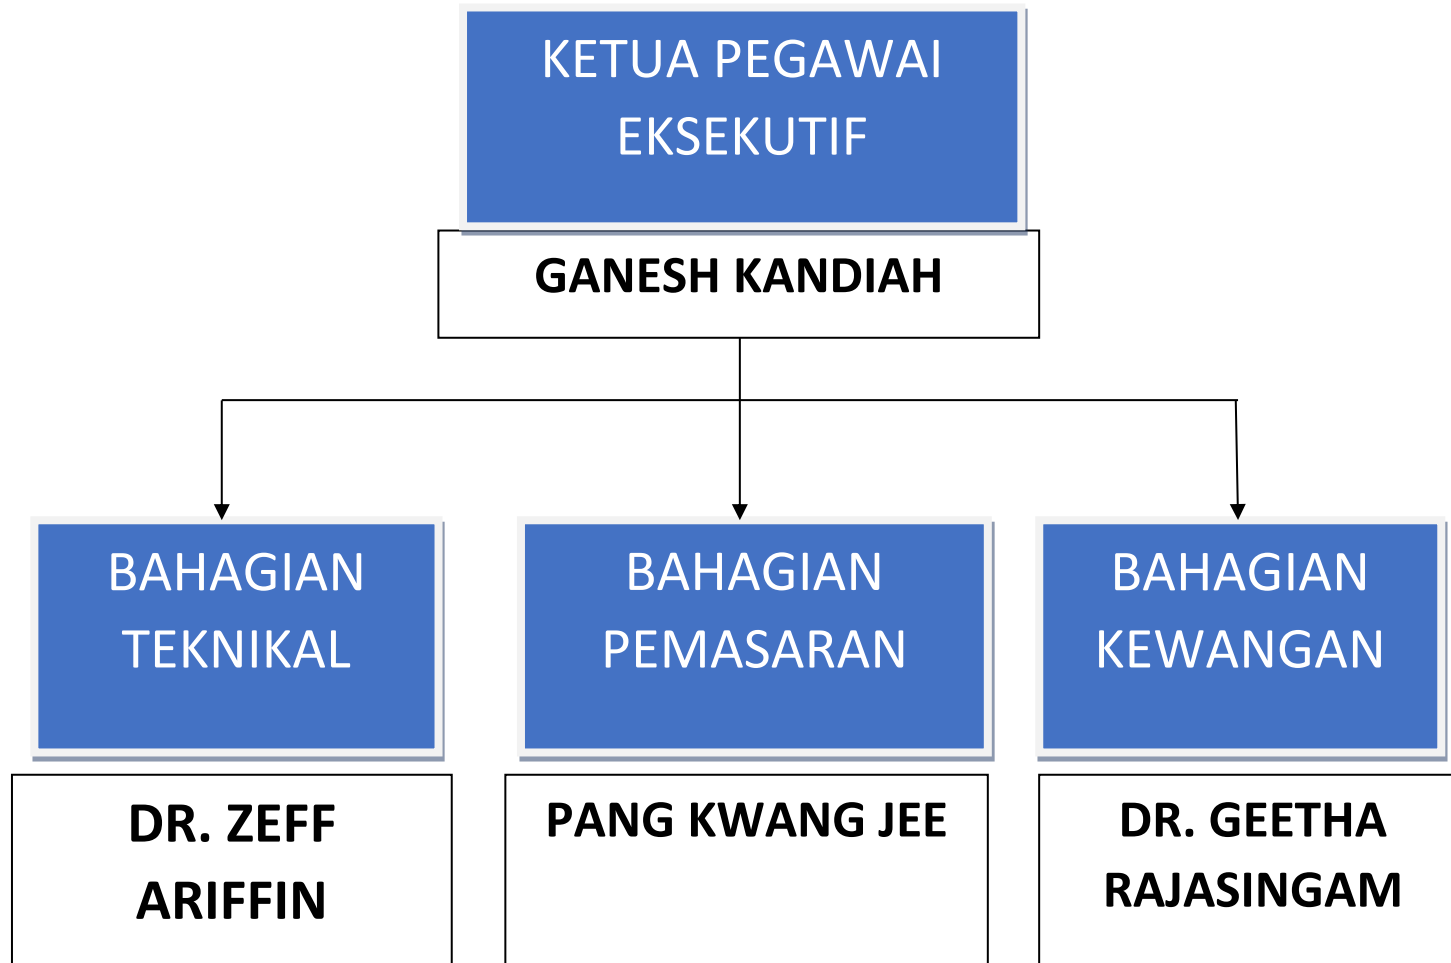 KETUA PEGAWAI
EKSEKUTIF
GANESH KANDIAH
BAHAGIAN
TEKNIKAL
BAHAGIAN
PEMASARAN
BAHAGIAN
KEWANGAN
DR. ZEFF
ARIFFIN
PANG KWANG JEE
DR. GEETHA
RAJASINGAM